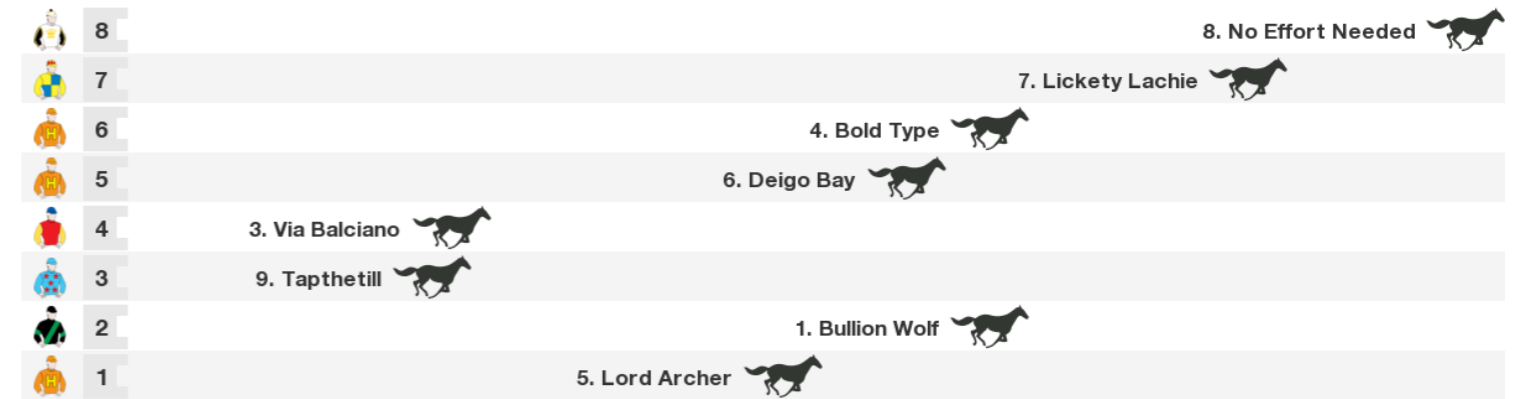 8 8. No Effort Needed
7 7. Lickety Lachie
H 6 4. Bold Type
H 5 6. Deigo Bay
4 3. Via Balciano
3 9. Tapthetill
2 1. Bullion Wolf
H 1 5. Lord Archer